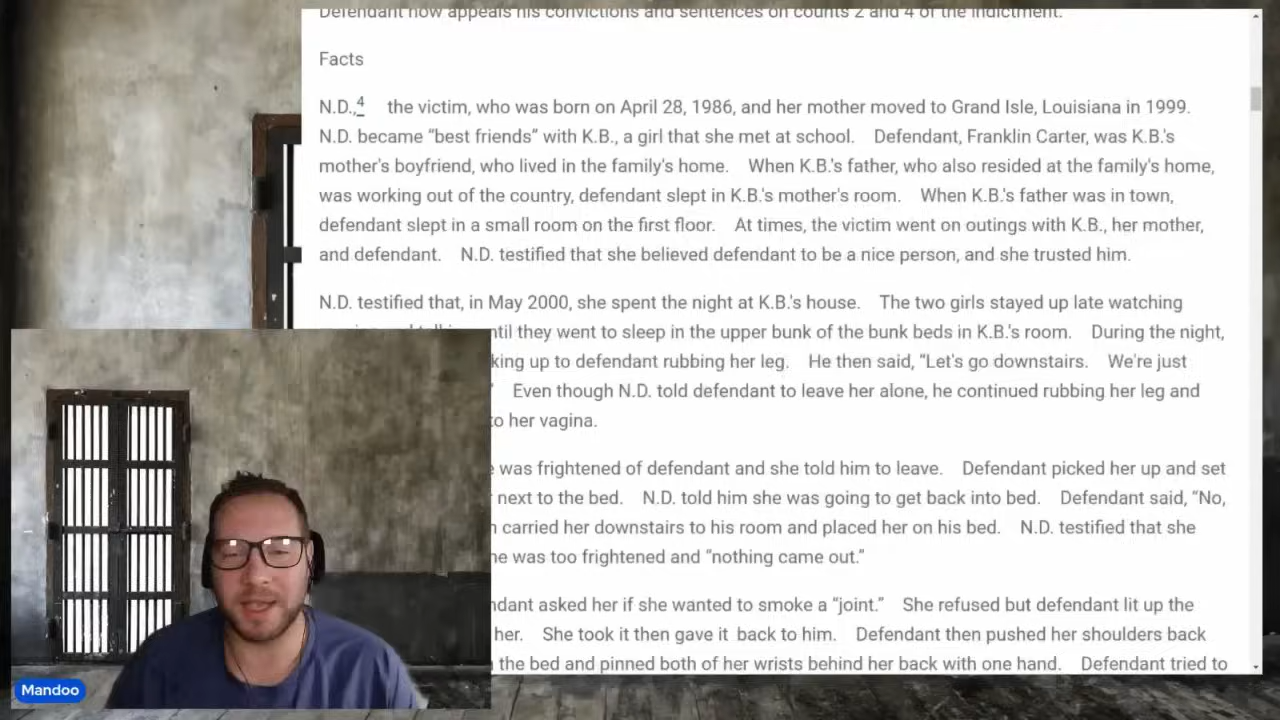 Defendant now appeals his convictions and sentences on counts 2 and 4 of the indictment.
Facts
N.D.,4 the victim, who was born on April 28, 1986, and her mother moved to Grand Isle, Louisiana in 1999.
N.D. became “best friends” with K.B., a girl that she met at school. Defendant, Franklin Carter, was K.B.'s
mother's boyfriend, who lived in the family's home. When K.B.'s father, who also resided at the family's home,
was working out of the country, defendant slept in K.B.'s mother's room. When K.B.'s father was in town,
defendant slept in a small room on the first floor. At times, the victim went on outings with K.B., her mother,
and defendant. N.D. testified that she believed defendant to be a nice person, and she trusted him.
N.D. testified that, in May 2000, she spent the night at K.B.'s house. The two girls stayed up late watching
until they went to sleep in the upper bunk of the bunk beds in K.B.'s room. During the night,
king up to defendant rubbing her leg. He then said, “Let's go downstairs. We're just
” Even though N.D. told defendant to leave her alone, he continued rubbing her leg and
to her vagina.
e was frightened of defendant and she told him to leave. Defendant picked her up and set
next to the bed. N.D. told him she was going to get back into bed. Defendant said, “No,
n carried her downstairs to his room and placed her on his bed. N.D. testified that she
he was too frightened and “nothing came out.”
ndant asked her if she wanted to smoke a “joint.” She refused but defendant lit up the
her. She took it then gave it back to him. Defendant then pushed her shoulders back
the bed and pinned both of her wrists behind her back with one hand. Defendant tried to
Mandoo